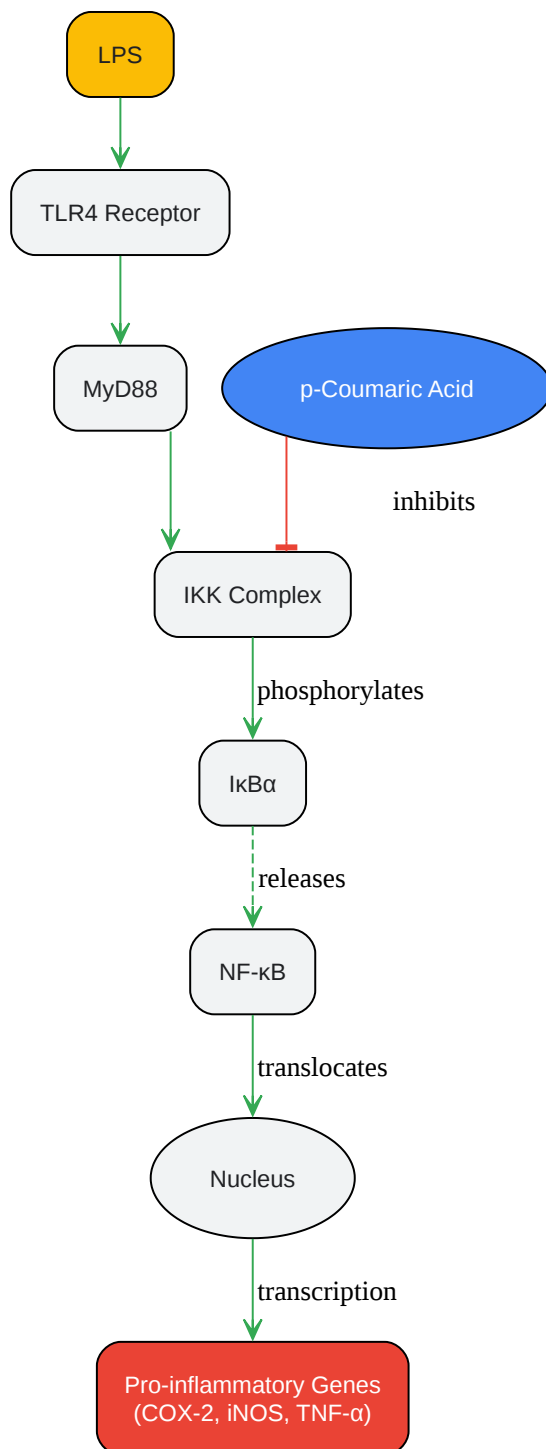 LPS
TLR4 Receptor
MyD88
p-Coumaric Acid
inhibits
IKK Complex
phosphorylates
IκBα
releases
NF-κB
translocates
Nucleus
transcription
Pro-inflammatory Genes
(COX-2, iNOS, TNF-α)